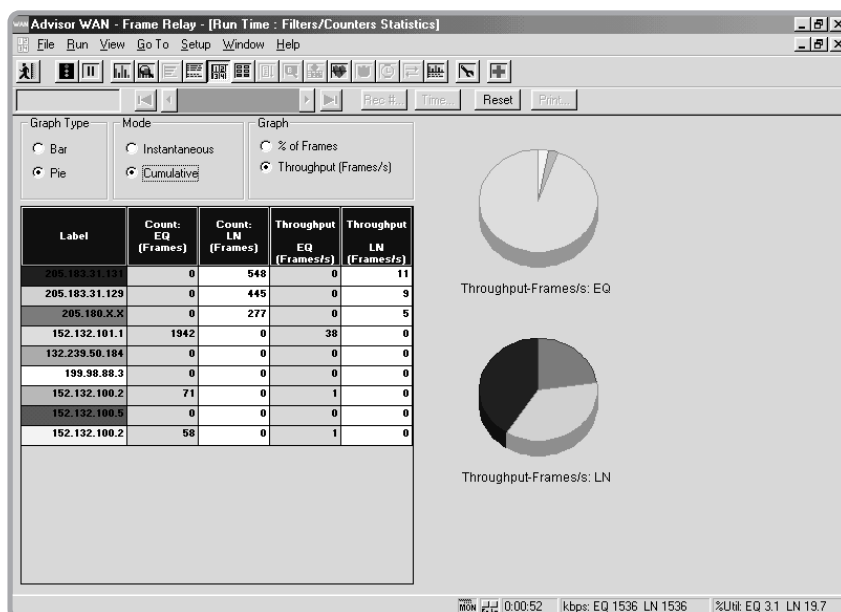 Advisor WAN - Frame Relay - [Run Time : Filters/Counters Statistics]
File Run View Go To Setup Window Help
Rec #... Time... Reset Print...
Graph Type Mode Graph
Bar Instantaneous % of Frames
Pie Cumulative Throughput (Frames/s)
Label Count: EQ (Frames) Count: LN (Frames) Throughput EQ (Frames/s) Throughput LN (Frames/s)
205.183.31.131 0 548 0 11
205.183.31.129 0 445 0 9
205.180.X.X 0 277 0 5
152.132.101.1 1942 0 38 0
132.239.50.184 0 0 0 0
199.98.88.3 0 0 0 0
152.132.100.2 71 0 1 0
152.132.100.5 0 0 0 0
152.132.100.2 58 0 1 0
Throughput-Frames/s: EQ
Throughput-Frames/s: LN
MON 0:00:52 kbps: EQ 1536 LN 1536 %Util: EQ 3.1 LN 19.7